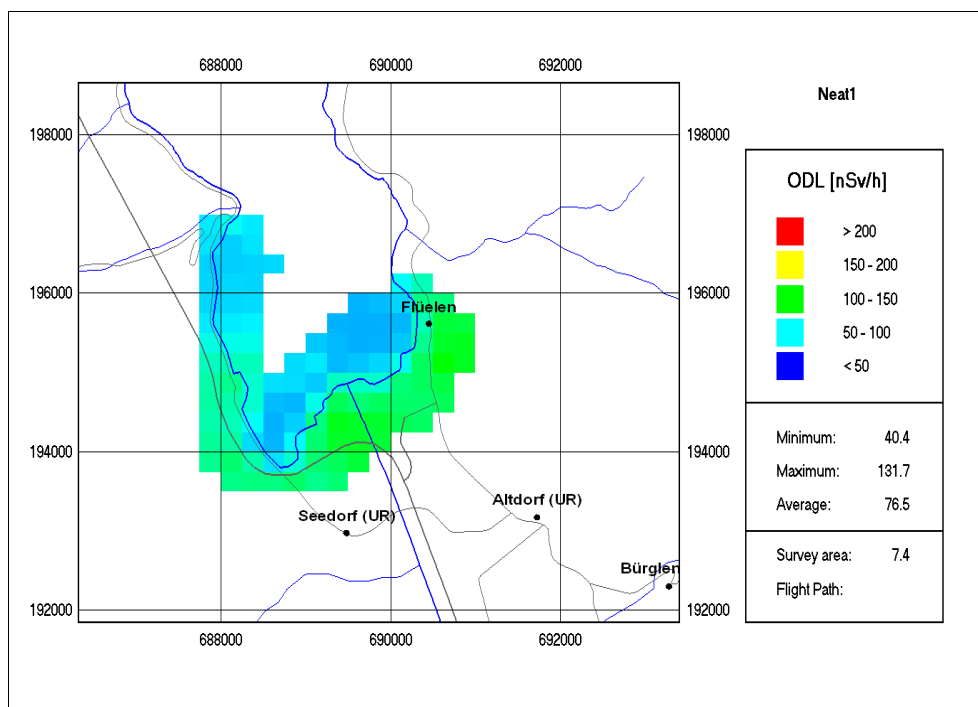 688000 690000 692000
Neat1
198000 198000
ODL [nSv/h]
> 200
150 - 200
196000 196000
100 - 150
Flüelen
50 - 100
< 50
194000 194000
Minimum: 40.4
Maximum: 131.7
Average: 76.5
Seedorf (UR)
Altdorf (UR)
Survey area: 7.4
Bürglen
Flight Path:
192000 192000
688000 690000 692000